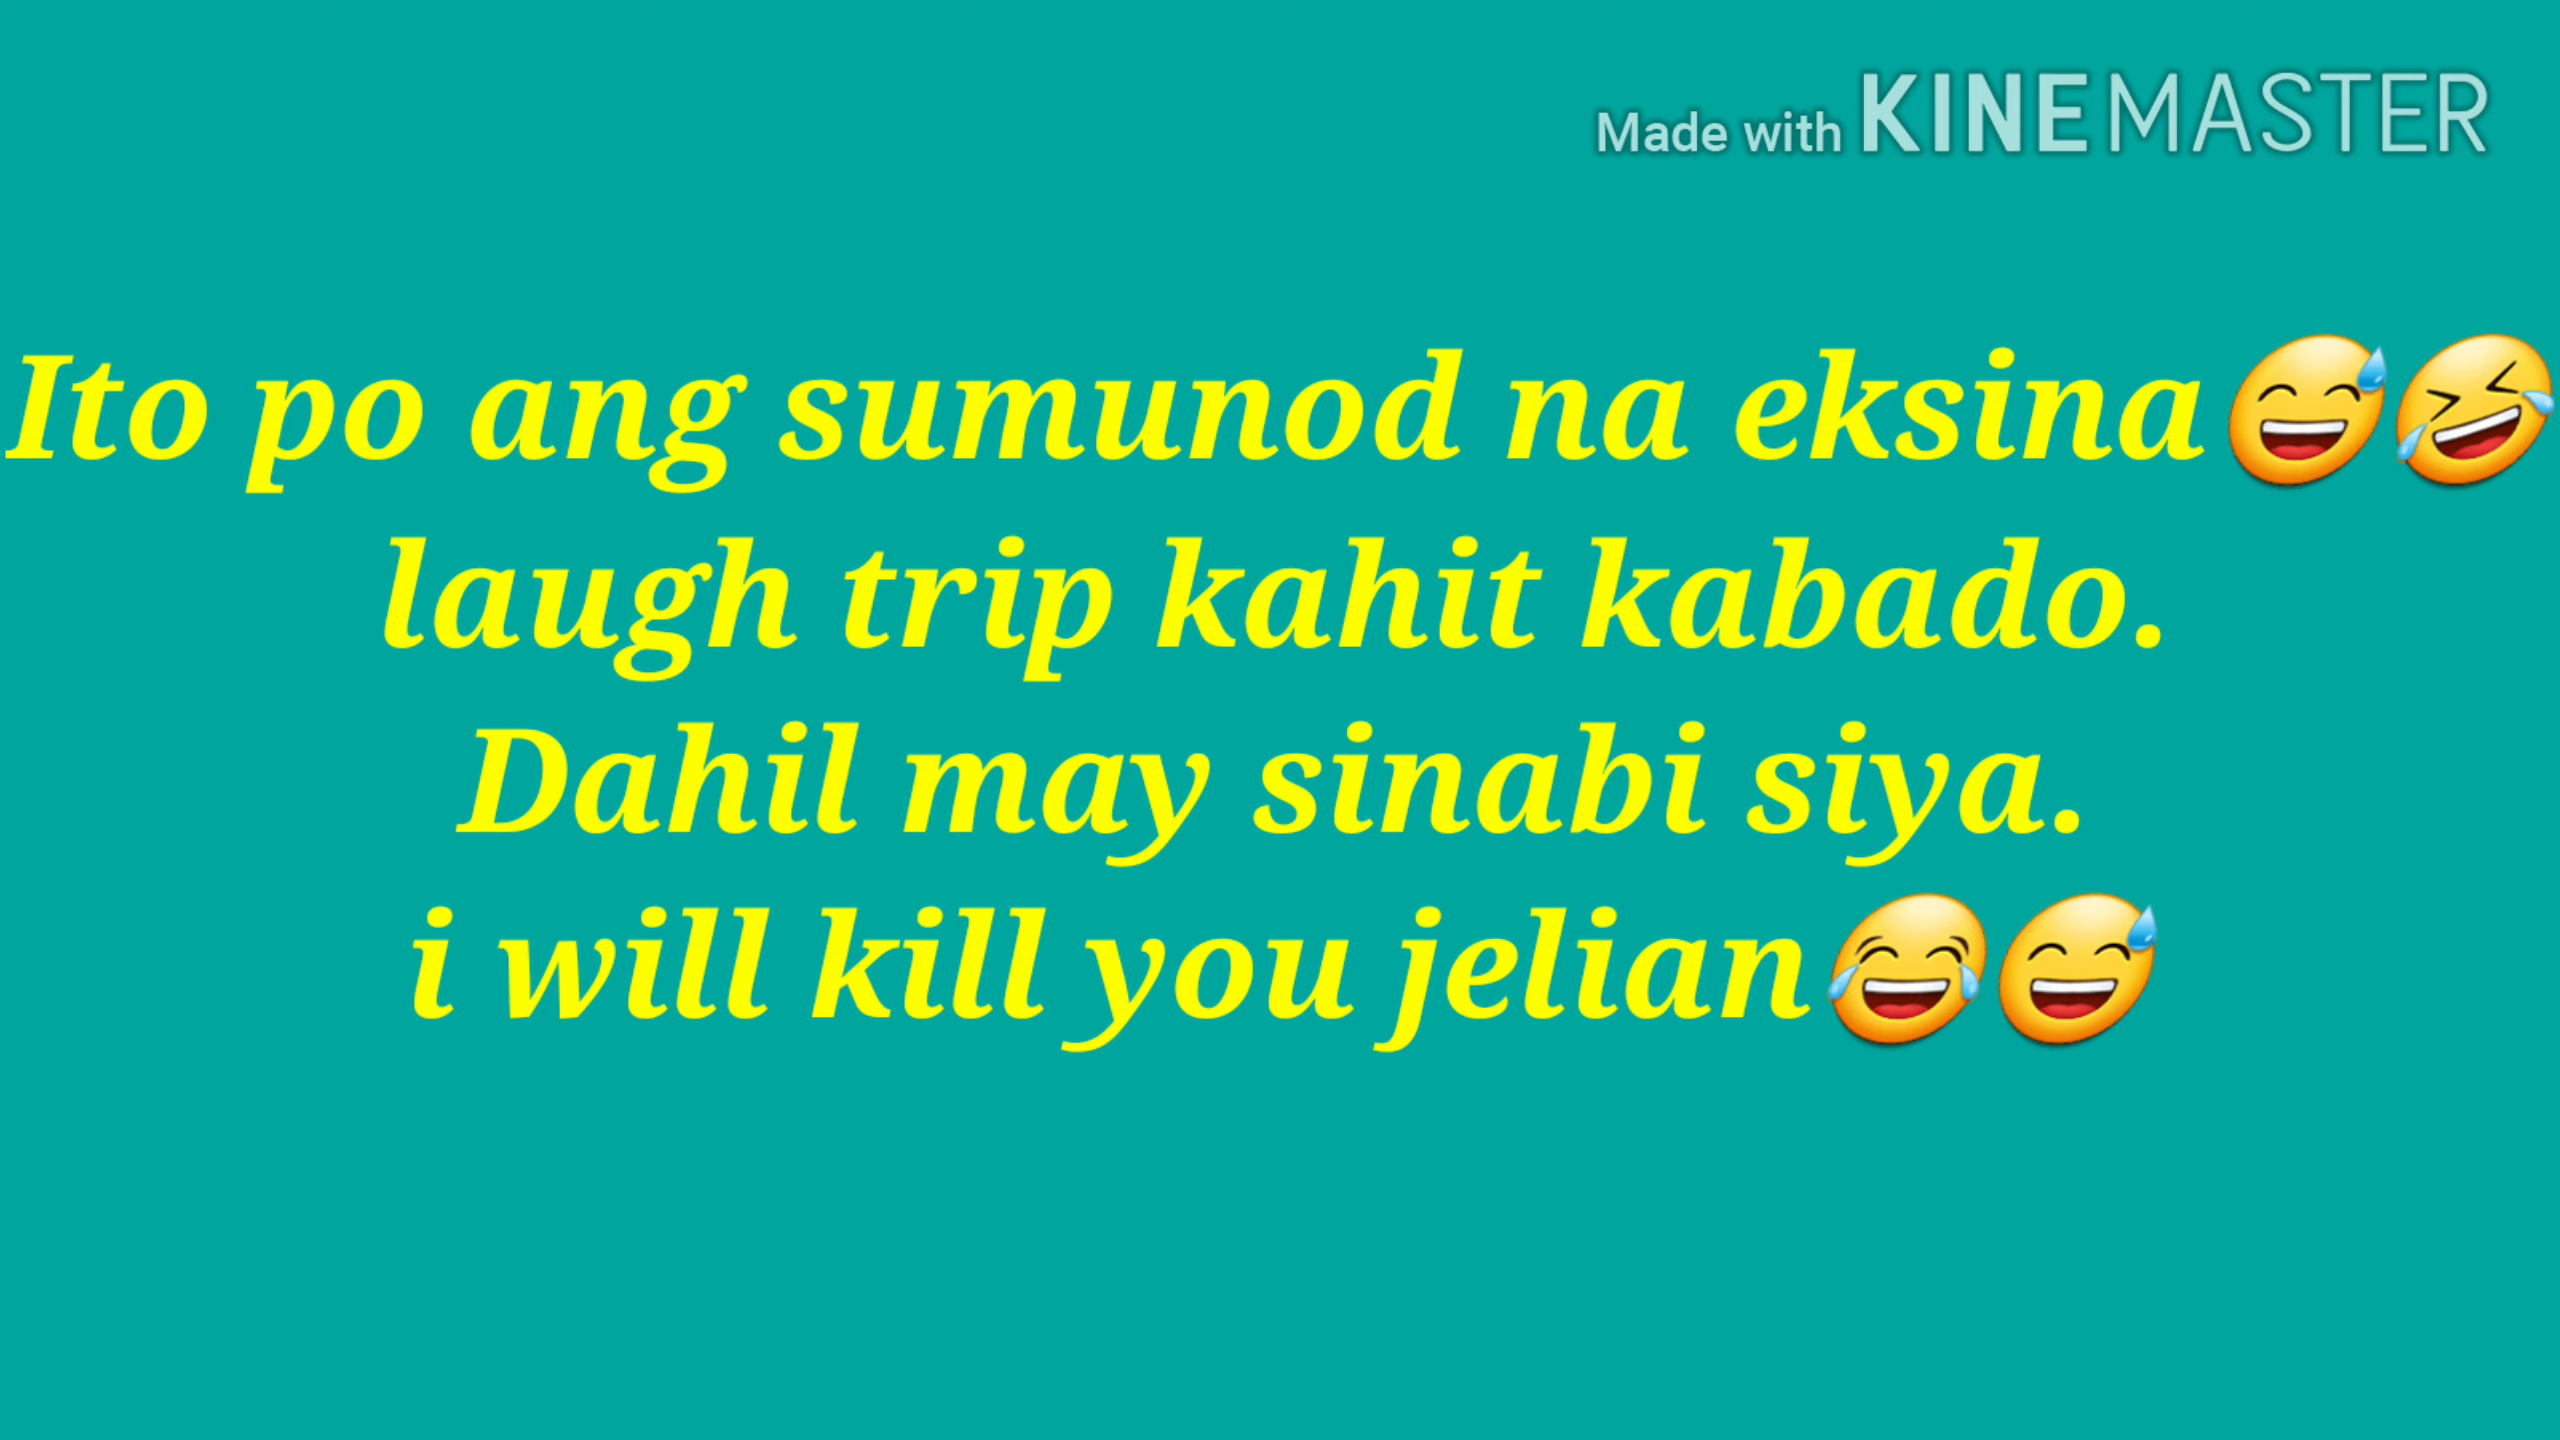 Made with KINEMASTER
Ito po ang sumunod na eksina😅🤣
laugh trip kahit kabado.
Dahil may sinabi siya.
i will kill you jelian😂😅